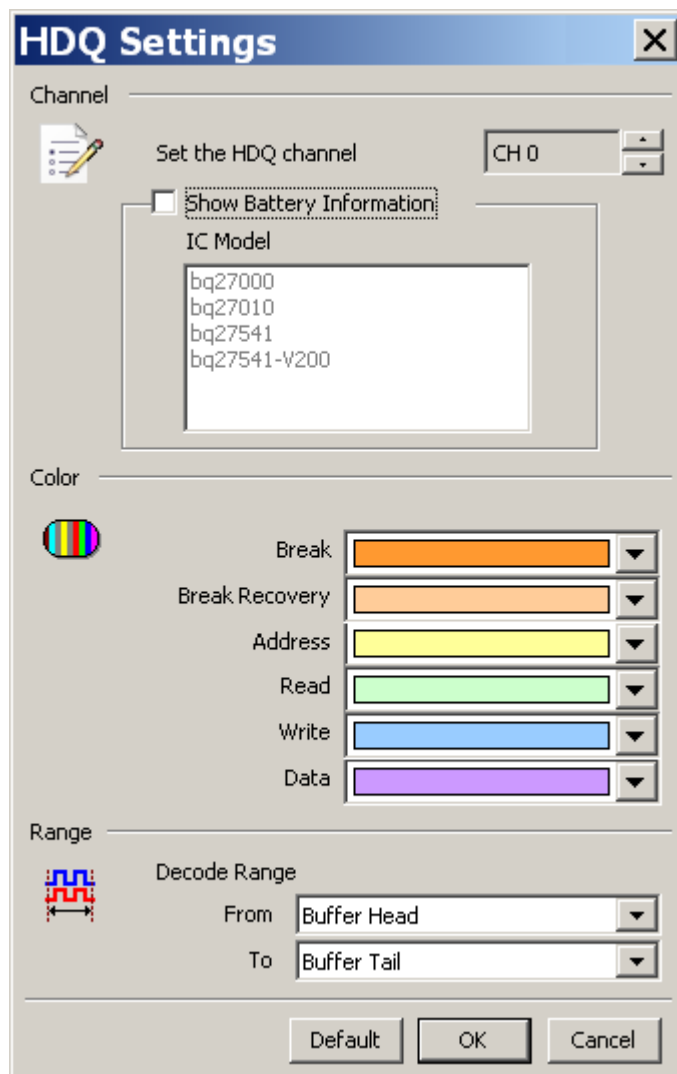 HDQ Settings
Channel
Set the HDQ channel CH 0
Show Battery Information
IC Model
bq27000
bq27010
bq27541
bq27541-V200
Color
Break
Break Recovery
Address
Read
Write
Data
Range
Decode Range
From Buffer Head
To Buffer Tail
Default OK Cancel